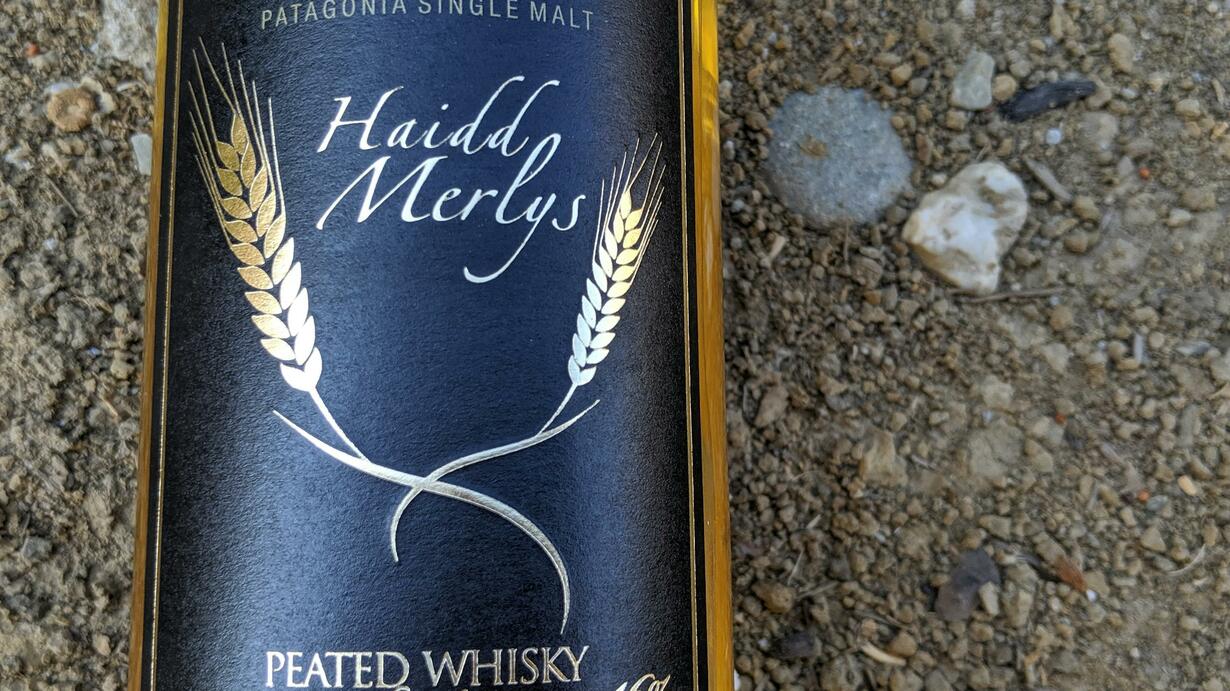 PATAGONIA SINGLE MALT
Haidd
Merlys
PEATED WHISKY